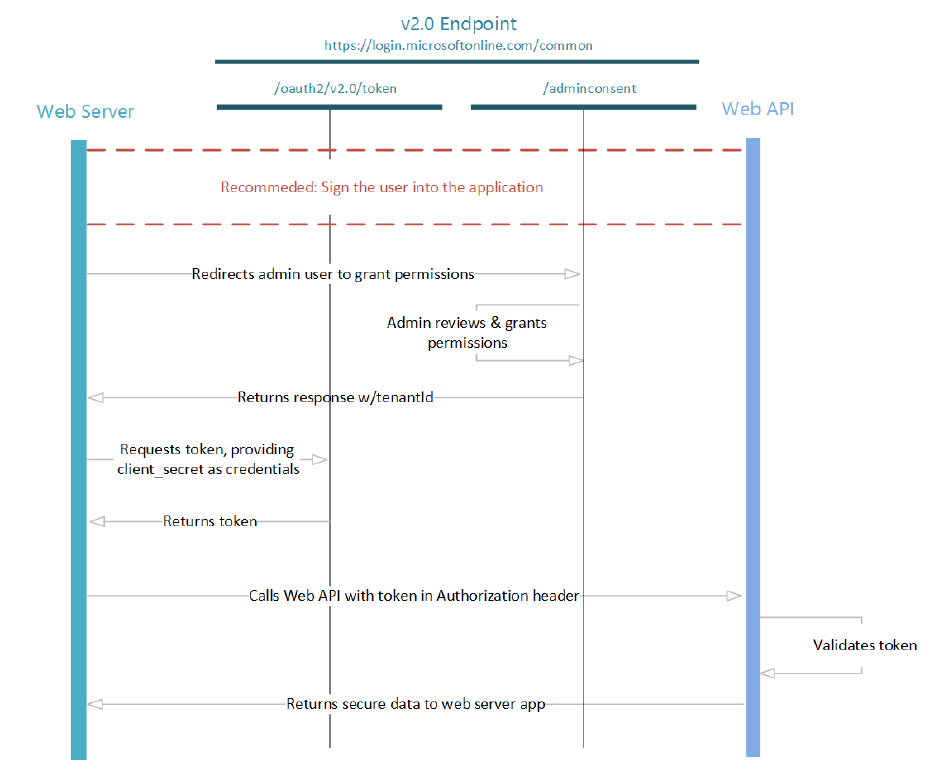 v2.0 Endpoint
https://login.microsoftonline.com/common
/oauth2/v2.0/token
/adminconsent
Web Server
Web API
Recommeded: Sign the user into the application
Redirects admin user to grant permissions
Admin reviews & grants
permissions
Returns response w/tenantId
Requests token, providing
client_secret as credentials
Returns token
Calls Web API with token in Authorization header
Validates token
Returns secure data to web server app